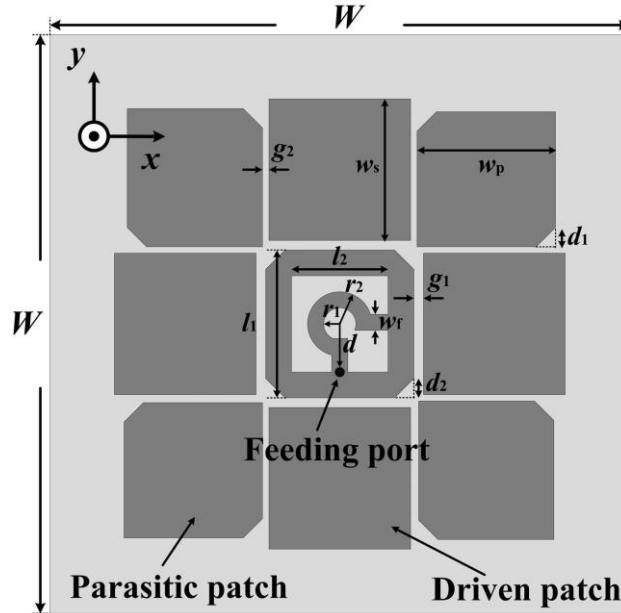 W
y
x
g2
ws
wp
d1
l2
r2
g1
r1
wf
l1
d
W
d2
Feeding port
Parasitic patch
Driven patch